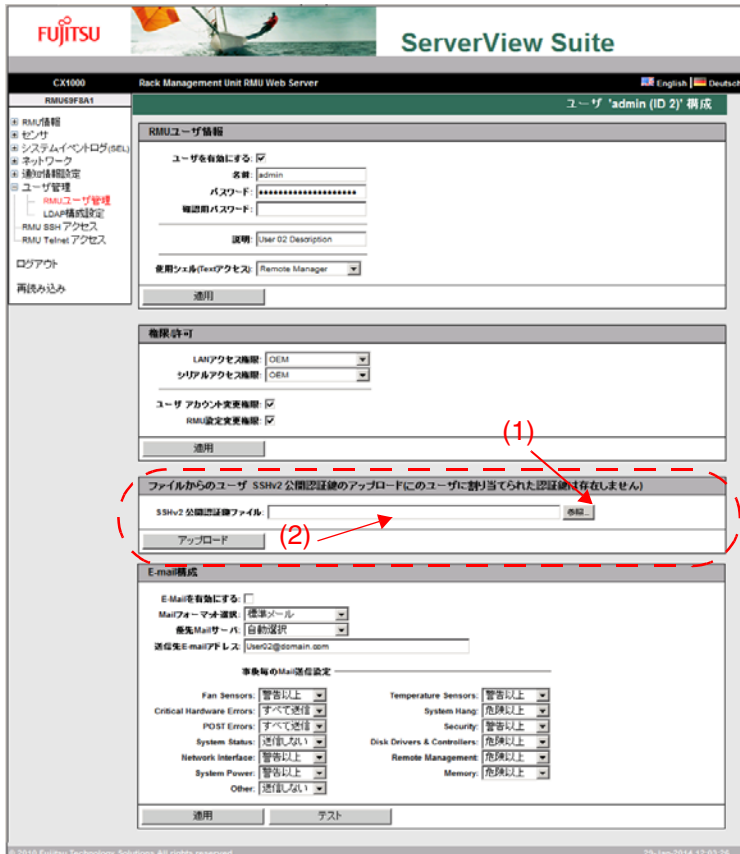 FUJITSU
ServerView Suite
CX1000
Rack Management Unit RMU Web Server
English
Deutsch
RMU69F8A1
ユーザ 'admin (ID 2)' 構成
RMU情報
センサ
システムイベントログ(SEL)
ネットワーク
通知情報設定
ユーザ管理
RMUユーザ管理
LDAP構成設定
RMU SSH アクセス
RMU Telnet アクセス
ログアウト
再読み込み
RMUユーザ情報
ユーザを有効にする:
名前: admin
パスワード: ••••••••••••••••••••
確認用パスワード:
説明: User 02 Description
使用シェル(Textアクセス): Remote Manager
適用
権限・許可
LANアクセス権限: OEM
シリアルアクセス権限: OEM
ユーザ アカウント変更権限:
RMU設定変更権限:
適用
(1)
ファイルからのユーザ SSHv2 公開認証鍵のアップロード(このユーザに割り当てられた認証鍵は存在しません)
SSHv2 公開認証鍵ファイル:
参照...
(2)
アップロード
E-mail構成
E-Mailを有効にする:
Mailフォーマット選択: 標準メール
優先Mailサーバ: 自動選択
送信先E-mailアドレス: User02@domain.com
事象毎のMail送信設定
Fan Sensors: 警告以上
Temperature Sensors: 警告以上
Critical Hardware Errors: すべて送信
System Hang: 危険以上
POST Errors: すべて送信
Security: 警告以上
System Status: 送信しない
Disk Drivers & Controllers: 危険以上
Network Interface: 警告以上
Remote Management: 危険以上
System Power: 警告以上
Memory: 危険以上
Other: 送信しない
適用
テスト
© 2010 Fujitsu Technology Solutions All rights reserved
25-Jan-2014 12:03:26